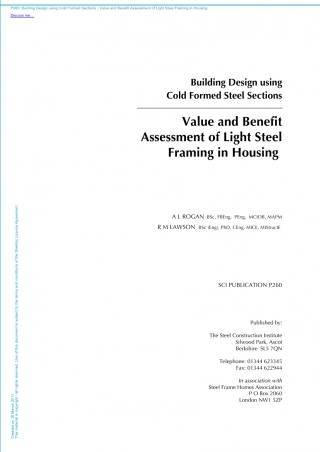 P260: Building Design using Cold Formed Steel Sections - Value and Benefit Assessment of Light Steel Framing in Housing
Discuss me ...
Building Design using
Cold Formed Steel Sections
Value and Benefit
Assessment of Light Steel
Framing in Housing
A L ROGAN BSc, FREng, PEng, MCIOB, MAPM
R M LAWSON BSc (Eng), PhD, CEng, MICE, MIStructE
SCI PUBLICATION P260
Published by:
The Steel Construction Institute
Silwood Park, Ascot
Berkshire SL5 7QN
Telephone: 01344 623345
Fax: 01344 622944
In association with
Steel Frame Homes Association
P O Box 2060
London NW1 5ZP
Created on 30 March 2011
This material is copyright - all rights reserved. Use of this document is subject to the terms and conditions of the Steelbiz Licence Agreement